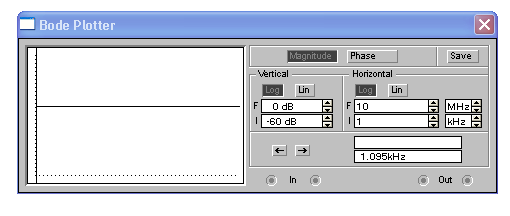 Bode Plotter
Magnitude Phase Save
Vertical Horizontal
Log Lin Log Lin
F 0 dB F 10 MHz
I -60 dB I 1 kHz
← →
1.095kHz
In Out